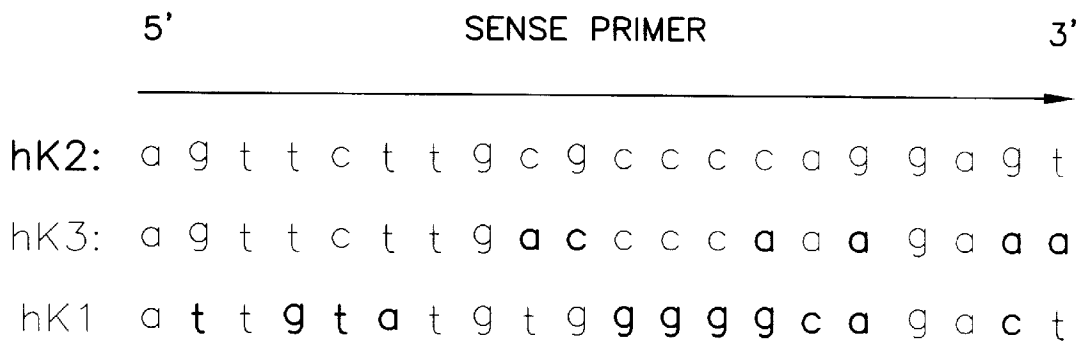 5' SENSE PRIMER 3'
hK2: a g t t c t t g c g c c c c a g g a g t
hK3: a g t t c t t g a c c c c a a a g a a a
hK1 a t t g t a t g t g g g g g c a g a c t